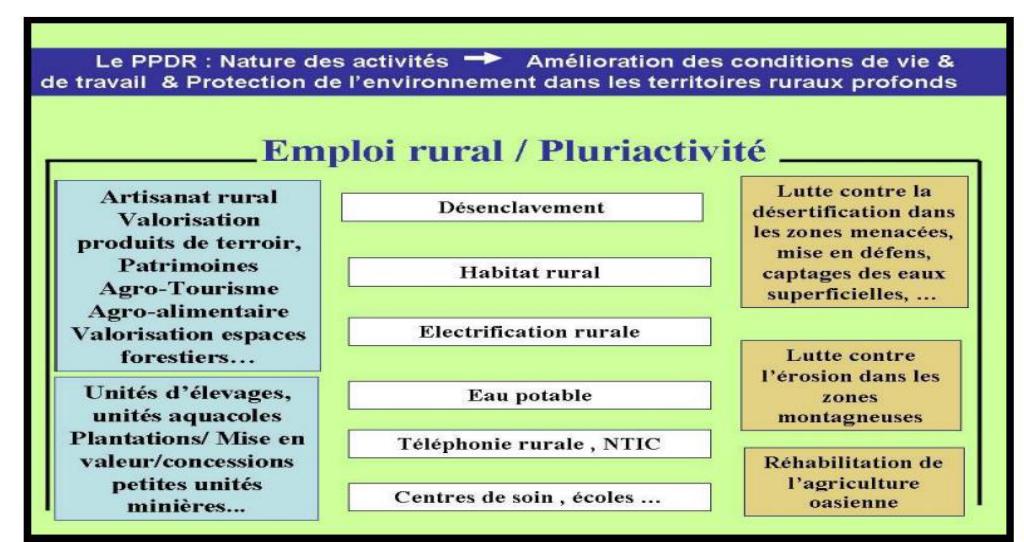 Le PPDR : Nature des activités → Amélioration des conditions de vie &
de travail & Protection de l'environnement dans les territoires ruraux profonds
Emploi rural / Pluriactivité
Artisanat rural
Valorisation
produits de terroir,
Patrimoines
Agro-Tourisme
Agro-alimentaire
Valorisation espaces
forestiers…
Unités d'élevages,
unités aquacoles
Plantations/ Mise en
valeur/concessions
petites unités
minières...
Désenclavement
Habitat rural
Electrification rurale
Eau potable
Téléphonie rurale , NTIC
Centres de soin , écoles …
Lutte contre la
désertification dans
les zones menacées,
mise en défens,
captages des eaux
superficielles, …
Lutte contre
l'érosion dans les
zones
montagneuses
Réhabilitation de
l'agriculture
oasienne